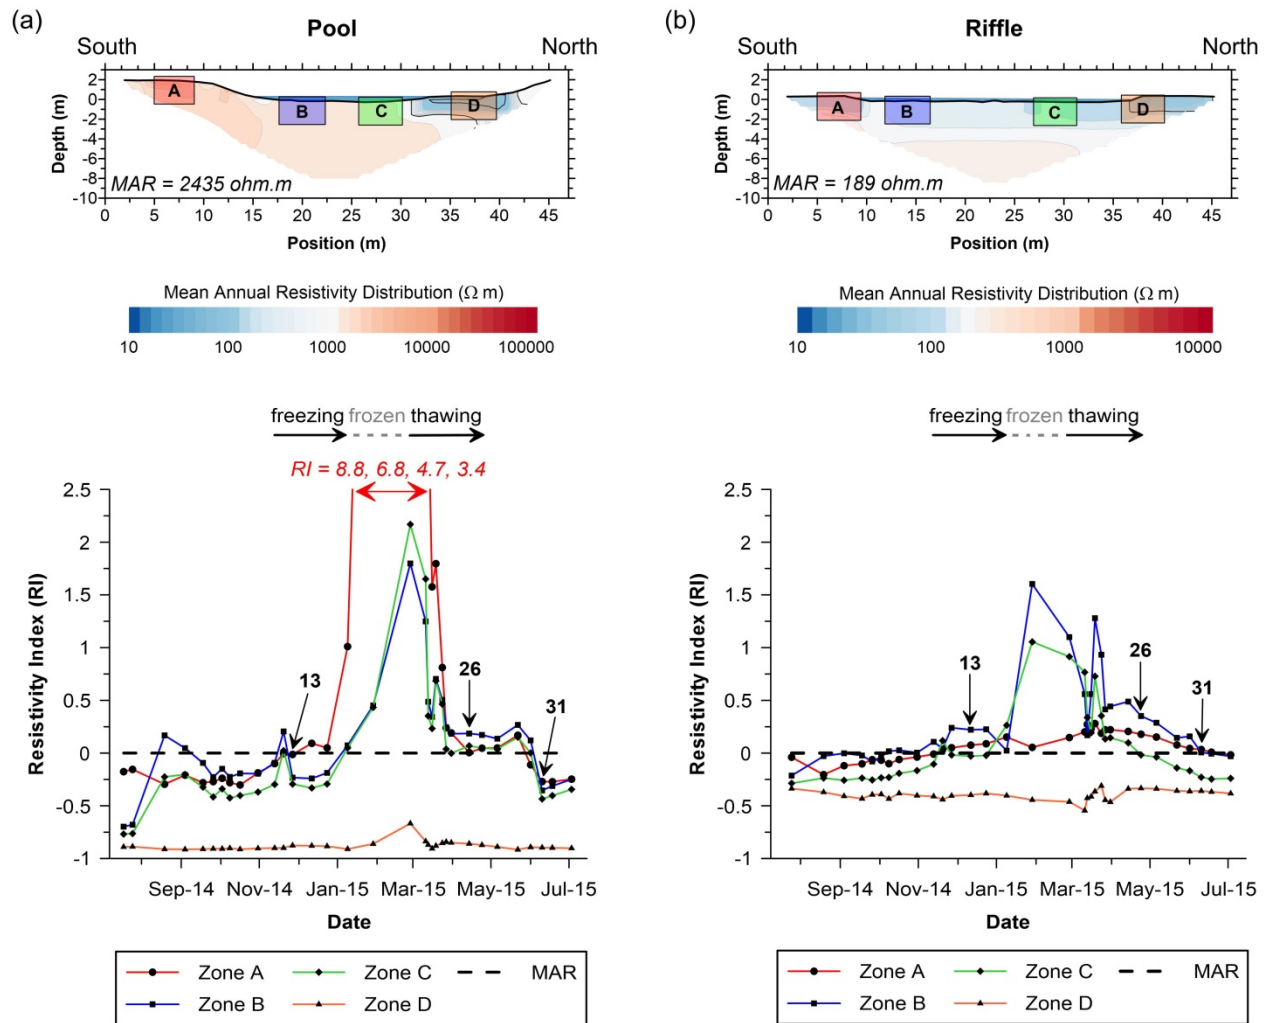 (a)
Pool
South
North
2
0
-2
-4
-6
-8
-10
Depth (m)
A
B
C
D
MAR = 2435 ohm.m
0 5 10 15 20 25 30 35 40 45
Position (m)
Mean Annual Resistivity Distribution (Ω m)
10 100 1000 10000 100000
freezing frozen thawing
RI = 8.8, 6.8, 4.7, 3.4
2.5
2
1.5
1
0.5
0
-0.5
-1
Resistivity Index (RI)
13
26
31
Sep-14 Nov-14 Jan-15 Mar-15 May-15 Jul-15
Date
Zone A Zone C MAR
Zone B Zone D
(b)
Riffle
South
North
2
0
-2
-4
-6
-8
-10
Depth (m)
A
B
C
D
MAR = 189 ohm.m
0 5 10 15 20 25 30 35 40 45
Position (m)
Mean Annual Resistivity Distribution (Ω m)
10 100 1000 10000
freezing frozen thawing
2.5
2
1.5
1
0.5
0
-0.5
-1
Resistivity Index (RI)
13
26
31
Sep-14 Nov-14 Jan-15 Mar-15 May-15 Jul-15
Date
Zone A Zone C MAR
Zone B Zone D